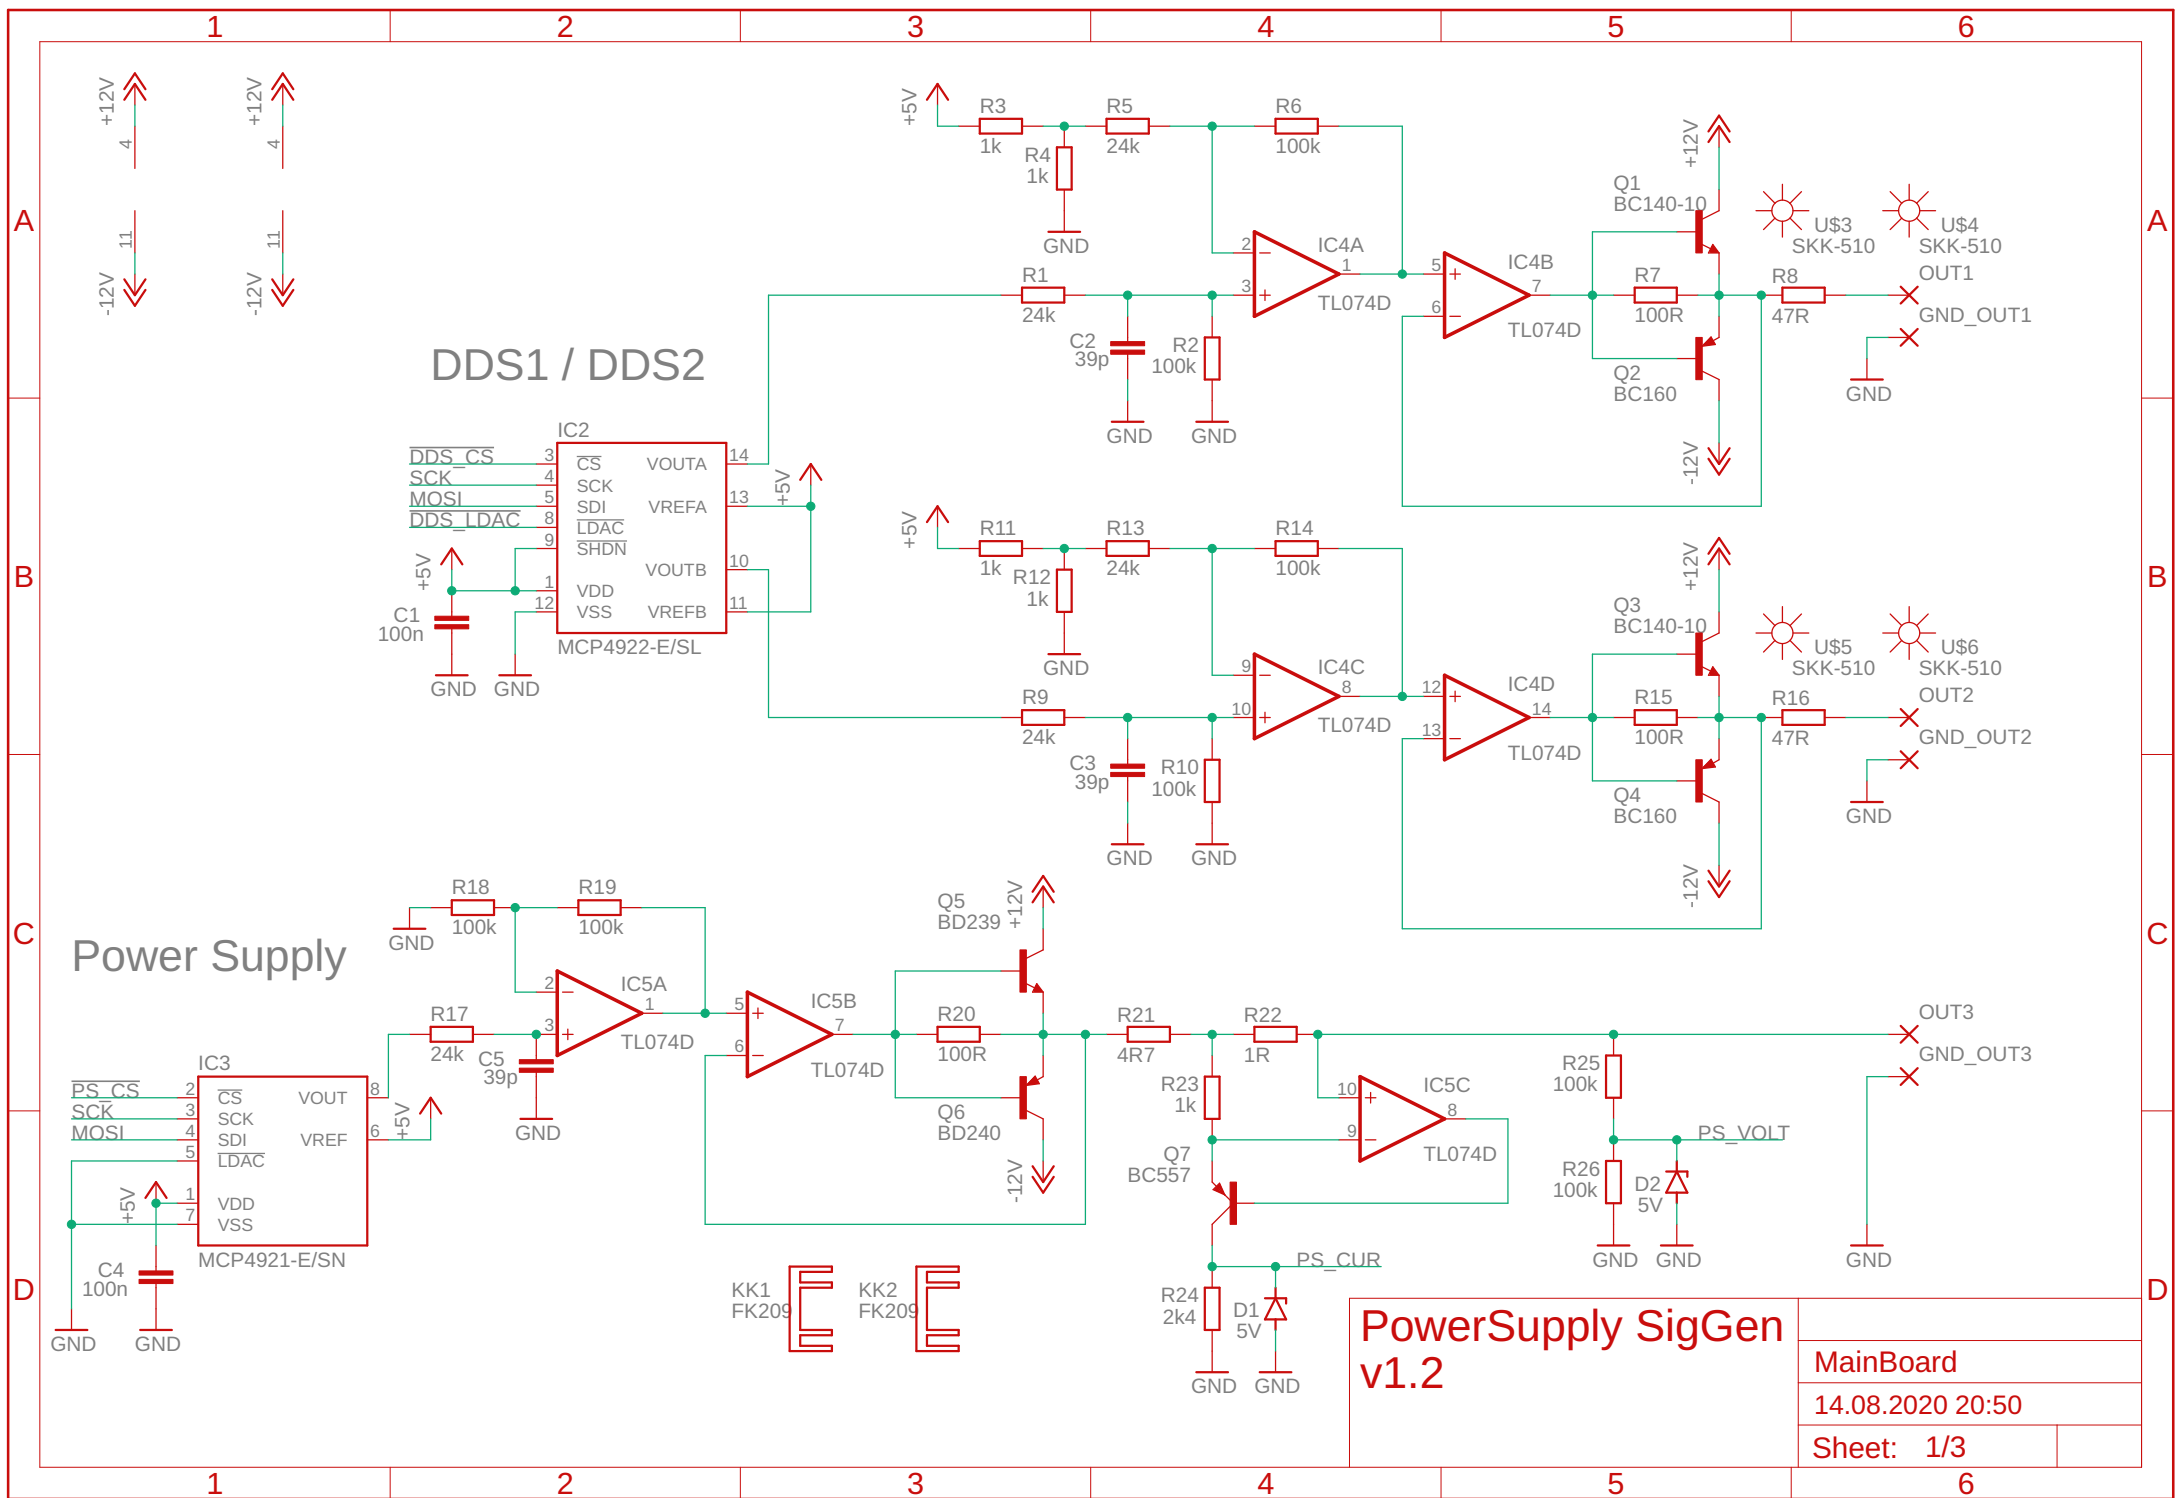 1 2 3 4 5 6
A A
B B
C C
D D
1 2 3 4 5 6
+12V
4
11
-12V
+12V
4
11
-12V
DDS1 / DDS2
IC2
DDS_CS 3 CS VOUTA 14
SCK 4 SCK
MOSI 5 SDI VREFA 13 +5V
DDS_LDAC 8 LDAC
9 SHDN
VOUTB 10
+5V 1 VDD
12 VSS VREFB 11
MCP4922-E/SL
C1
100n
GND GND
+5V
R3
1k
R4
1k
GND
R5
24k
R6
100k
R1
24k
C2
39p
GND
R2
100k
GND
2
3
1
IC4A
TL074D
5
6
7
IC4B
TL074D
+12V
Q1
BC140-10
R7
100R
Q2
BC160
-12V
U$3
SKK-510
U$4
SKK-510
R8
47R
OUT1
GND_OUT1
GND
+5V
R11
1k
R12
1k
GND
R13
24k
R14
100k
R9
24k
C3
39p
GND
R10
100k
GND
9
10
8
IC4C
TL074D
12
13
14
IC4D
TL074D
+12V
Q3
BC140-10
R15
100R
Q4
BC160
-12V
U$5
SKK-510
U$6
SKK-510
R16
47R
OUT2
GND_OUT2
GND
Power Supply
IC3
PS_CS 2 CS VOUT 8
SCK 3 SCK
MOSI 4 SDI VREF 6 +5V
5 LDAC
+5V 1 VDD
7 VSS
MCP4921-E/SN
C4
100n
GND GND
R18
100k
GND
R19
100k
R17
24k
C5
39p
GND
2
3
1
IC5A
TL074D
5
6
7
IC5B
TL074D
Q5
BD239
+12V
R20
100R
Q6
BD240
-12V
R21
4R7
R22
1R
R23
1k
10
9
8
IC5C
TL074D
Q7
BC557
PS_CUR
R24
2k4
D1
5V
GND GND
R25
100k
PS_VOLT
R26
100k
D2
5V
GND GND
OUT3
GND_OUT3
GND
KK1
FK209
KK2
FK209
PowerSupply SigGen
v1.2
MainBoard
14.08.2020 20:50
Sheet: 1/3